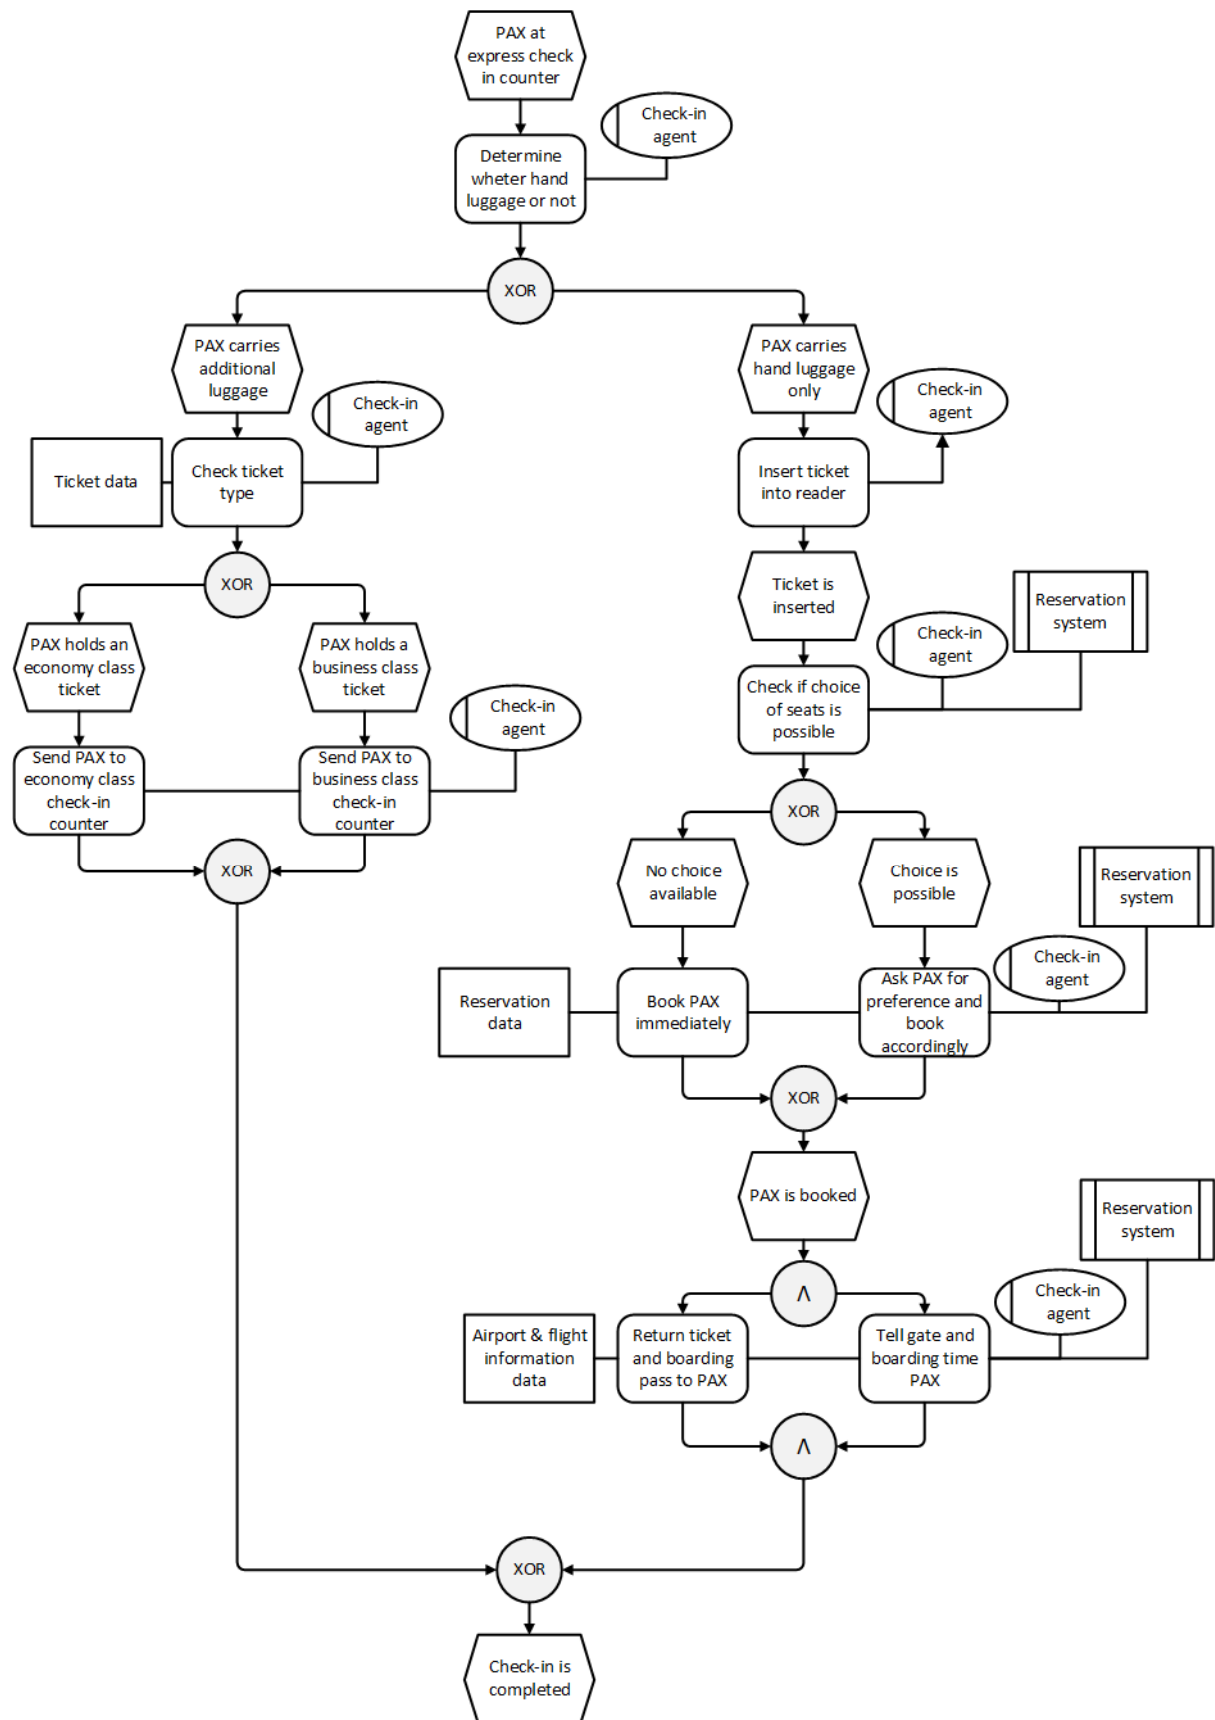 PAX at
express check
in counter
Check-in
agent
Determine
wheter hand
luggage or not
XOR
PAX carries
additional
luggage
PAX carries
hand luggage
only
Check-in
agent
Check-in
agent
Ticket data
Check ticket
type
Insert ticket
into reader
XOR
Ticket is
inserted
Reservation
system
Check-in
agent
PAX holds an
economy class
ticket
PAX holds a
business class
ticket
Check if choice
of seats is
possible
Check-in
agent
Send PAX to
economy class
check-in
counter
Send PAX to
business class
check-in
counter
XOR
XOR
No choice
available
Choice is
possible
Reservation
system
Check-in
agent
Reservation
data
Book PAX
immediately
Ask PAX for
preference and
book
accordingly
XOR
PAX is booked
Reservation
system
Λ
Check-in
agent
Airport & flight
information
data
Return ticket
and boarding
pass to PAX
Tell gate and
boarding time
PAX
Λ
XOR
Check-in is
completed